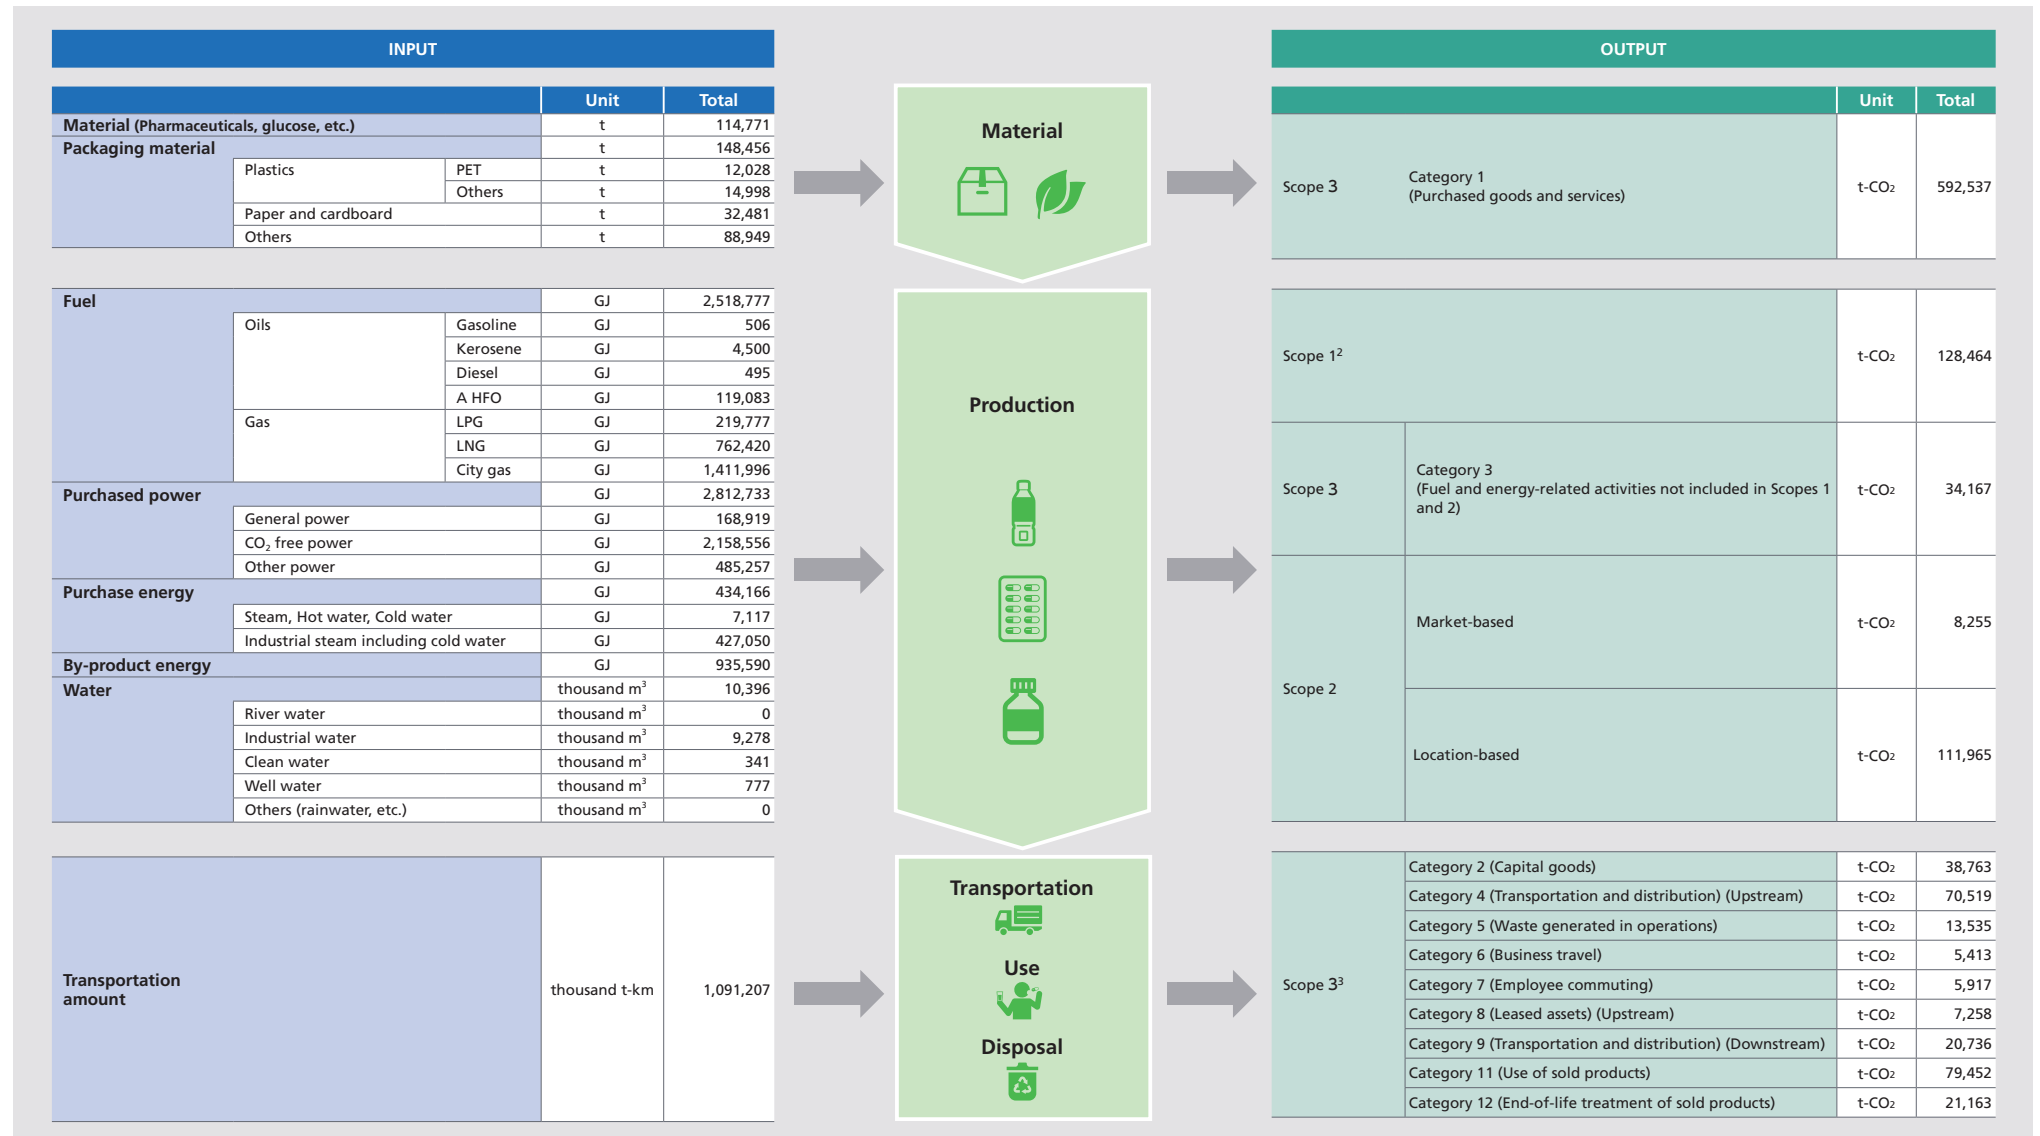 INPUT
Unit Total
Material (Pharmaceuticals, glucose, etc.) t 114,771
Packaging material t 148,456
Plastics PET t 12,028
Others t 14,998
Paper and cardboard t 32,481
Others t 88,949
Fuel GJ 2,518,777
Oils Gasoline GJ 506
Kerosene GJ 4,500
Diesel GJ 495
A HFO GJ 119,083
Gas LPG GJ 219,777
LNG GJ 762,420
City gas GJ 1,411,996
Purchased power GJ 2,812,733
General power GJ 168,919
CO₂ free power GJ 2,158,556
Other power GJ 485,257
Purchase energy GJ 434,166
Steam, Hot water, Cold water GJ 7,117
Industrial steam including cold water GJ 427,050
By-product energy GJ 935,590
Water thousand m³ 10,396
River water thousand m³ 0
Industrial water thousand m³ 9,278
Clean water thousand m³ 341
Well water thousand m³ 777
Others (rainwater, etc.) thousand m³ 0
Transportation
amount thousand t-km 1,091,207
Material
Production
Transportation
Use
Disposal
OUTPUT
Unit Total
Scope 3 Category 1
(Purchased goods and services) t-CO₂ 592,537
Scope 1² t-CO₂ 128,464
Scope 3 Category 3
(Fuel and energy-related activities not included in Scopes 1
and 2) t-CO₂ 34,167
Scope 2 Market-based t-CO₂ 8,255
Location-based t-CO₂ 111,965
Scope 3³
Category 2 (Capital goods) t-CO₂ 38,763
Category 4 (Transportation and distribution) (Upstream) t-CO₂ 70,519
Category 5 (Waste generated in operations) t-CO₂ 13,535
Category 6 (Business travel) t-CO₂ 5,413
Category 7 (Employee commuting) t-CO₂ 5,917
Category 8 (Leased assets) (Upstream) t-CO₂ 7,258
Category 9 (Transportation and distribution) (Downstream) t-CO₂ 20,736
Category 11 (Use of sold products) t-CO₂ 79,452
Category 12 (End-of-life treatment of sold products) t-CO₂ 21,163